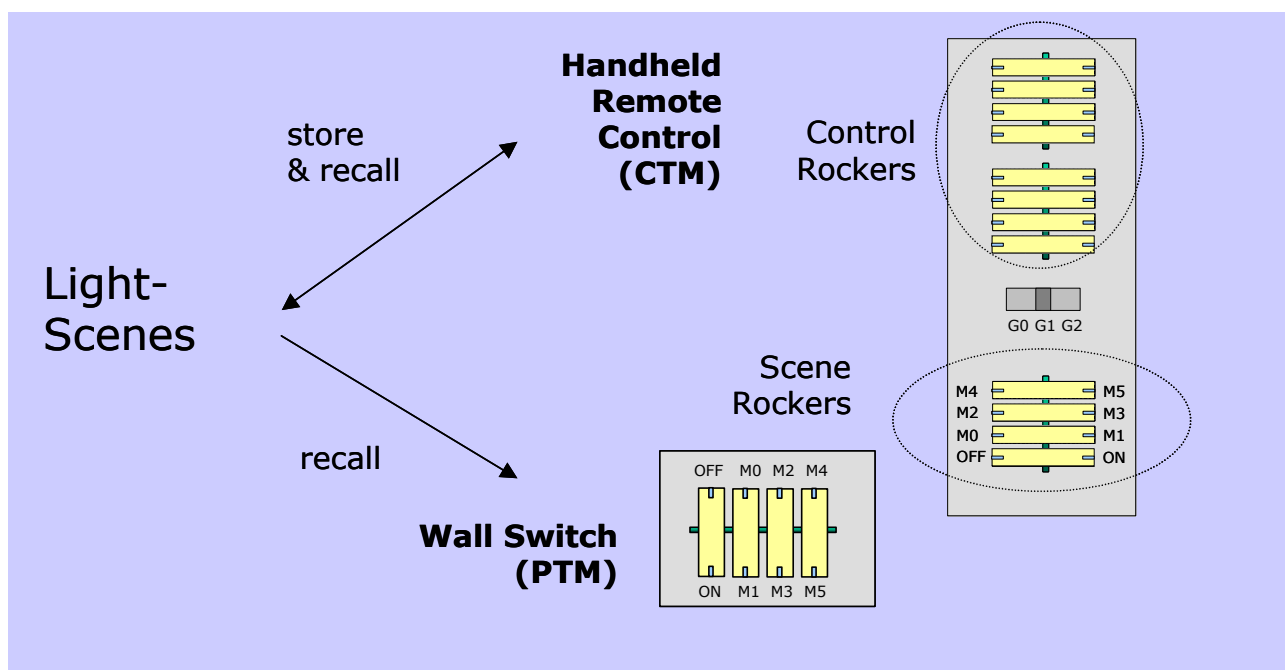 Handheld
Remote
Control
(CTM)
store
& recall
Control
Rockers
Light-
Scenes
G0 G1 G2
Scene
Rockers
M4 M5
M2 M3
M0 M1
OFF ON
recall
OFF M0 M2 M4
Wall Switch
(PTM)
ON M1 M3 M5